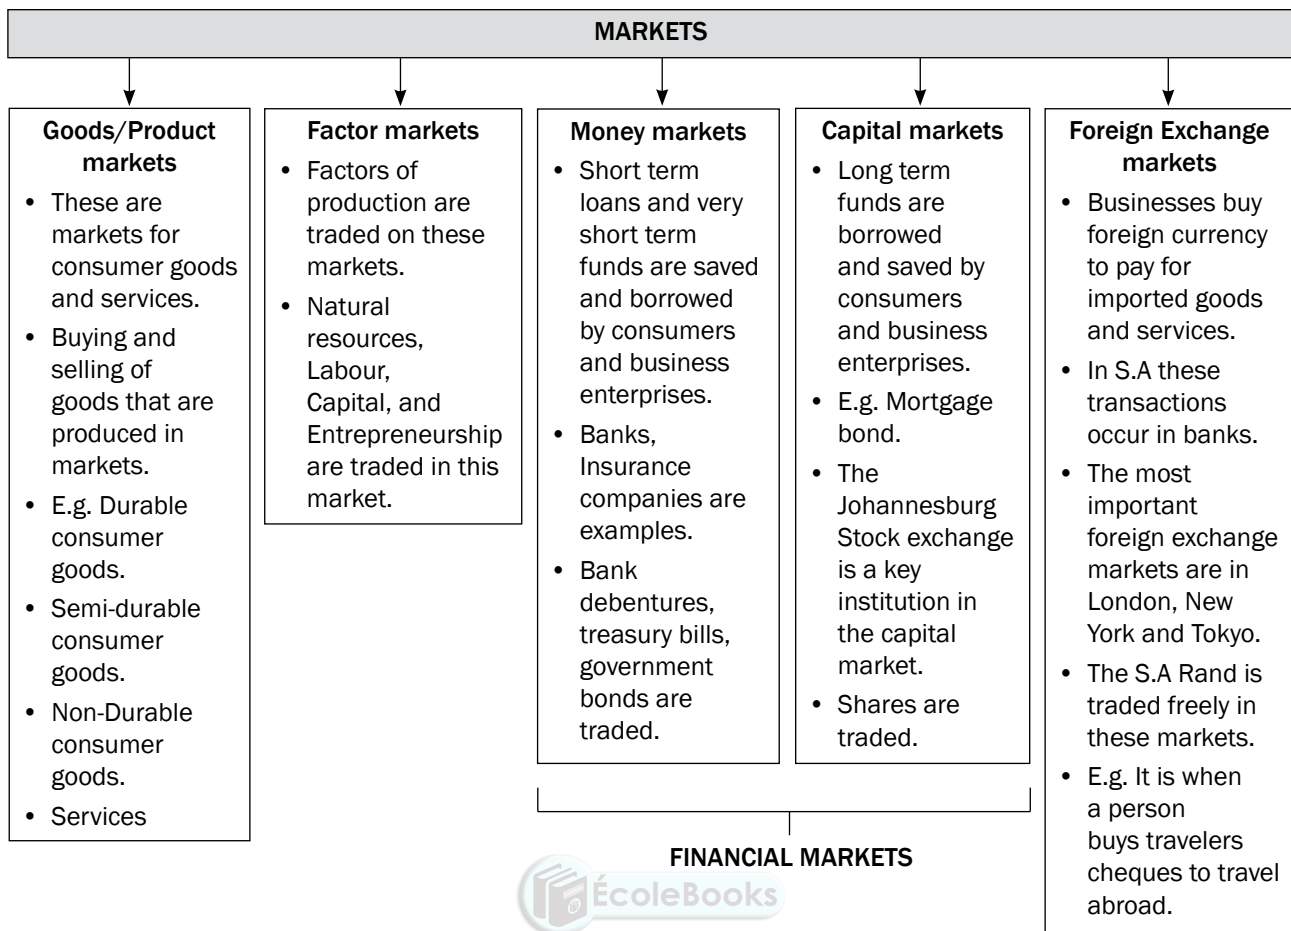 MARKETS
Goods/Product
markets
• These are
markets for
consumer goods
and services.
• Buying and
selling of
goods that are
produced in
markets.
• E.g. Durable
consumer
goods.
• Semi-durable
consumer
goods.
• Non-Durable
consumer
goods.
• Services
Factor markets
• Factors of
production are
traded on these
markets.
• Natural
resources,
Labour,
Capital, and
Entrepreneurship
are traded in this
market.
Money markets
• Short term
loans and very
short term
funds are saved
and borrowed
by consumers
and business
enterprises.
• Banks,
Insurance
companies are
examples.
• Bank
debentures,
treasury bills,
government
bonds are
traded.
Capital markets
• Long term
funds are
borrowed
and saved by
consumers
and business
enterprises.
• E.g. Mortgage
bond.
• The
Johannesburg
Stock exchange
is a key
institution in
the capital
market.
• Shares are
traded.
FINANCIAL MARKETS
Foreign Exchange
markets
• Businesses buy
foreign currency
to pay for
imported goods
and services.
• In S.A these
transactions
occur in banks.
• The most
important
foreign exchange
markets are in
London, New
York and Tokyo.
• The S.A Rand is
traded freely in
these markets.
• E.g. It is when
a person
buys travelers
cheques to travel
abroad.
ÉcoleBooks